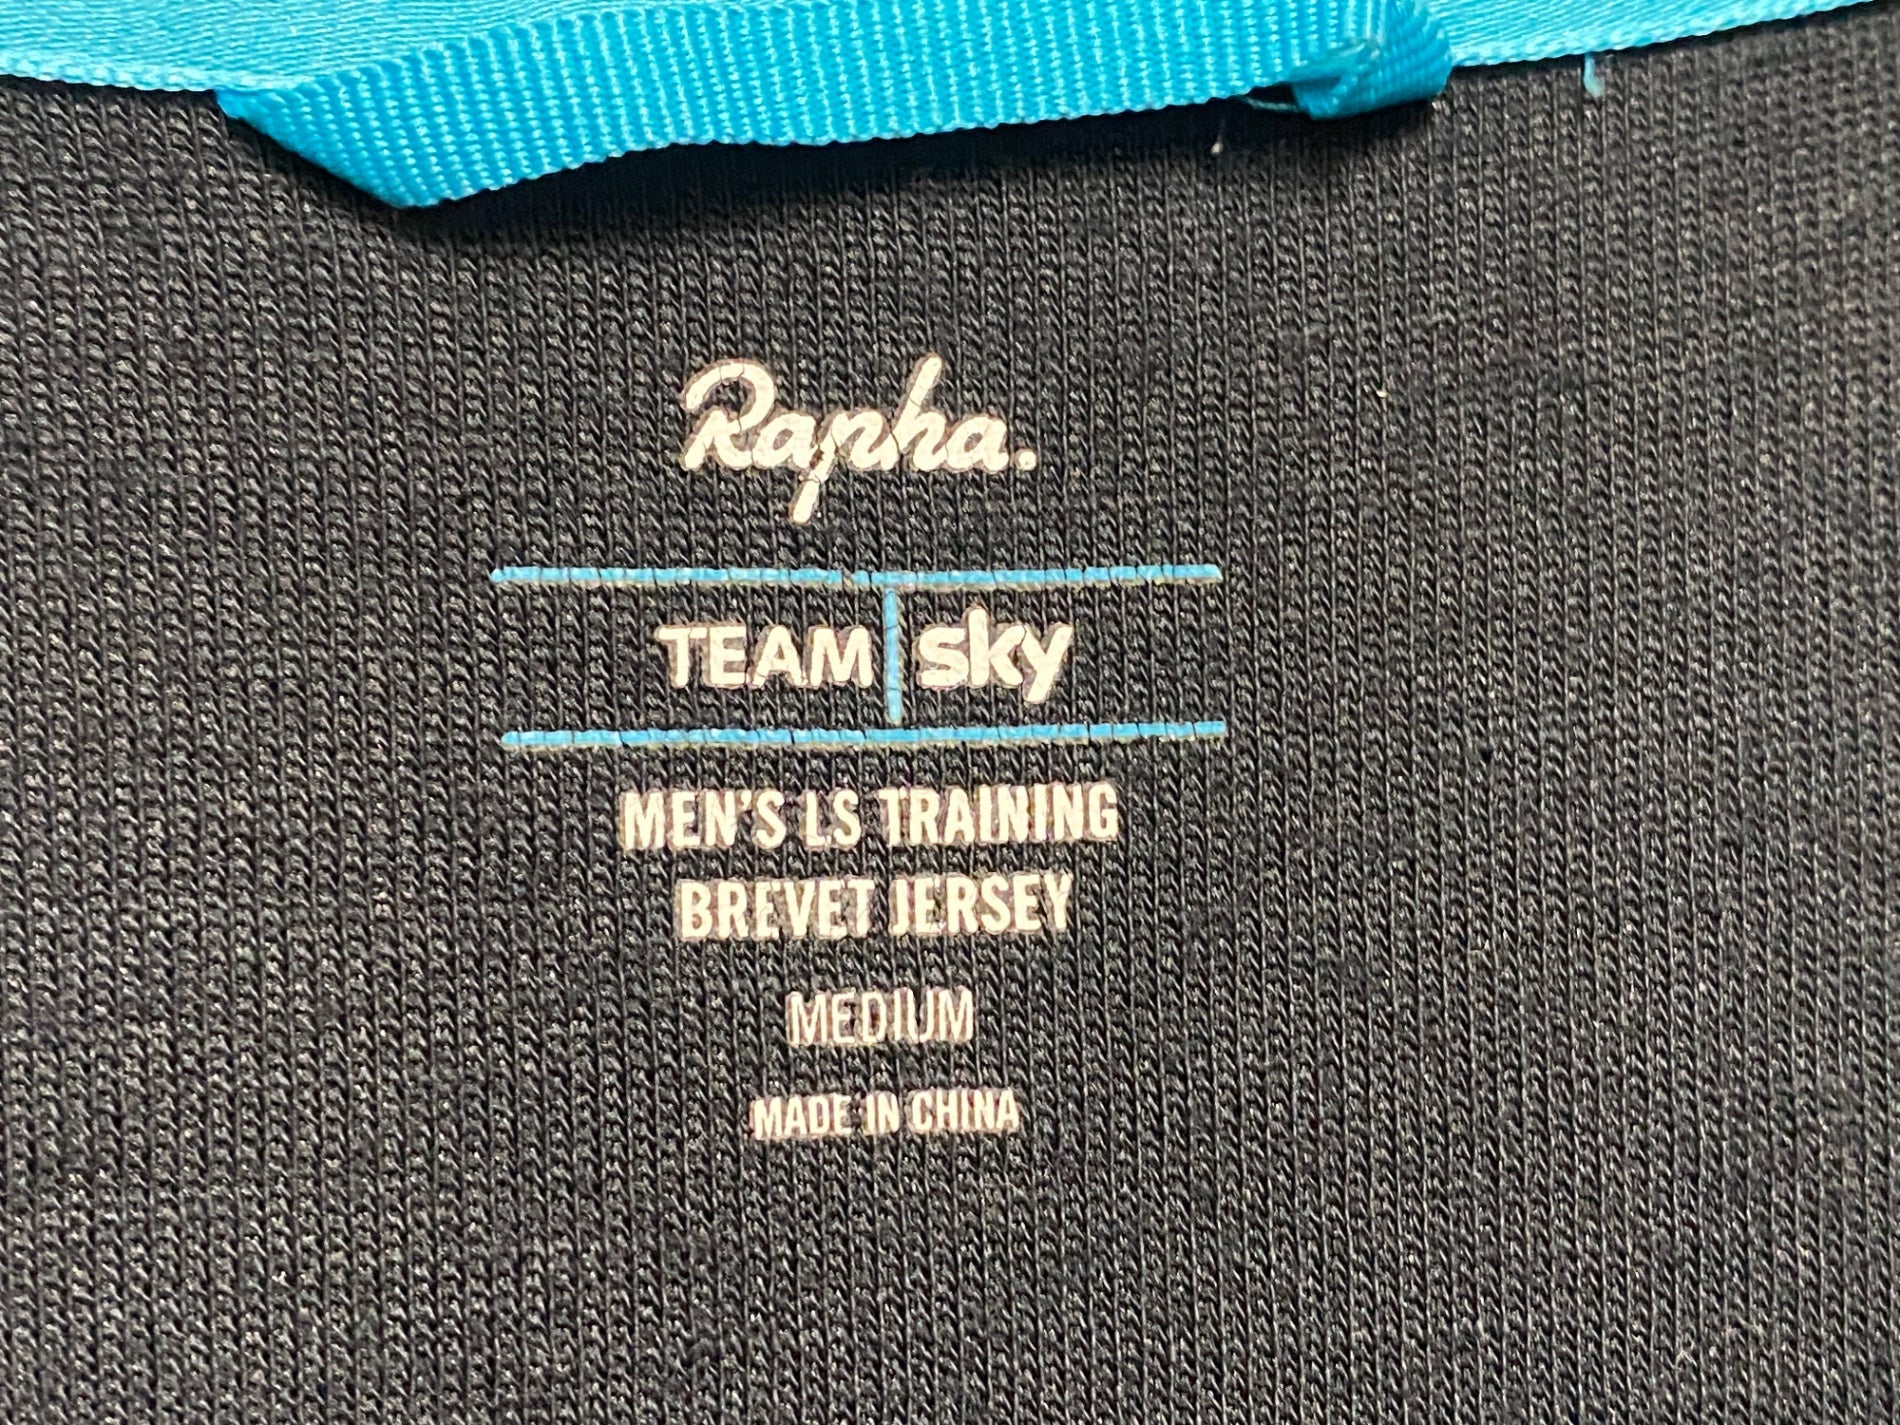 Rapha.
TEAM sky
MEN'S LS TRAINING
BREVET JERSEY
MEDIUM
MADE IN CHINA